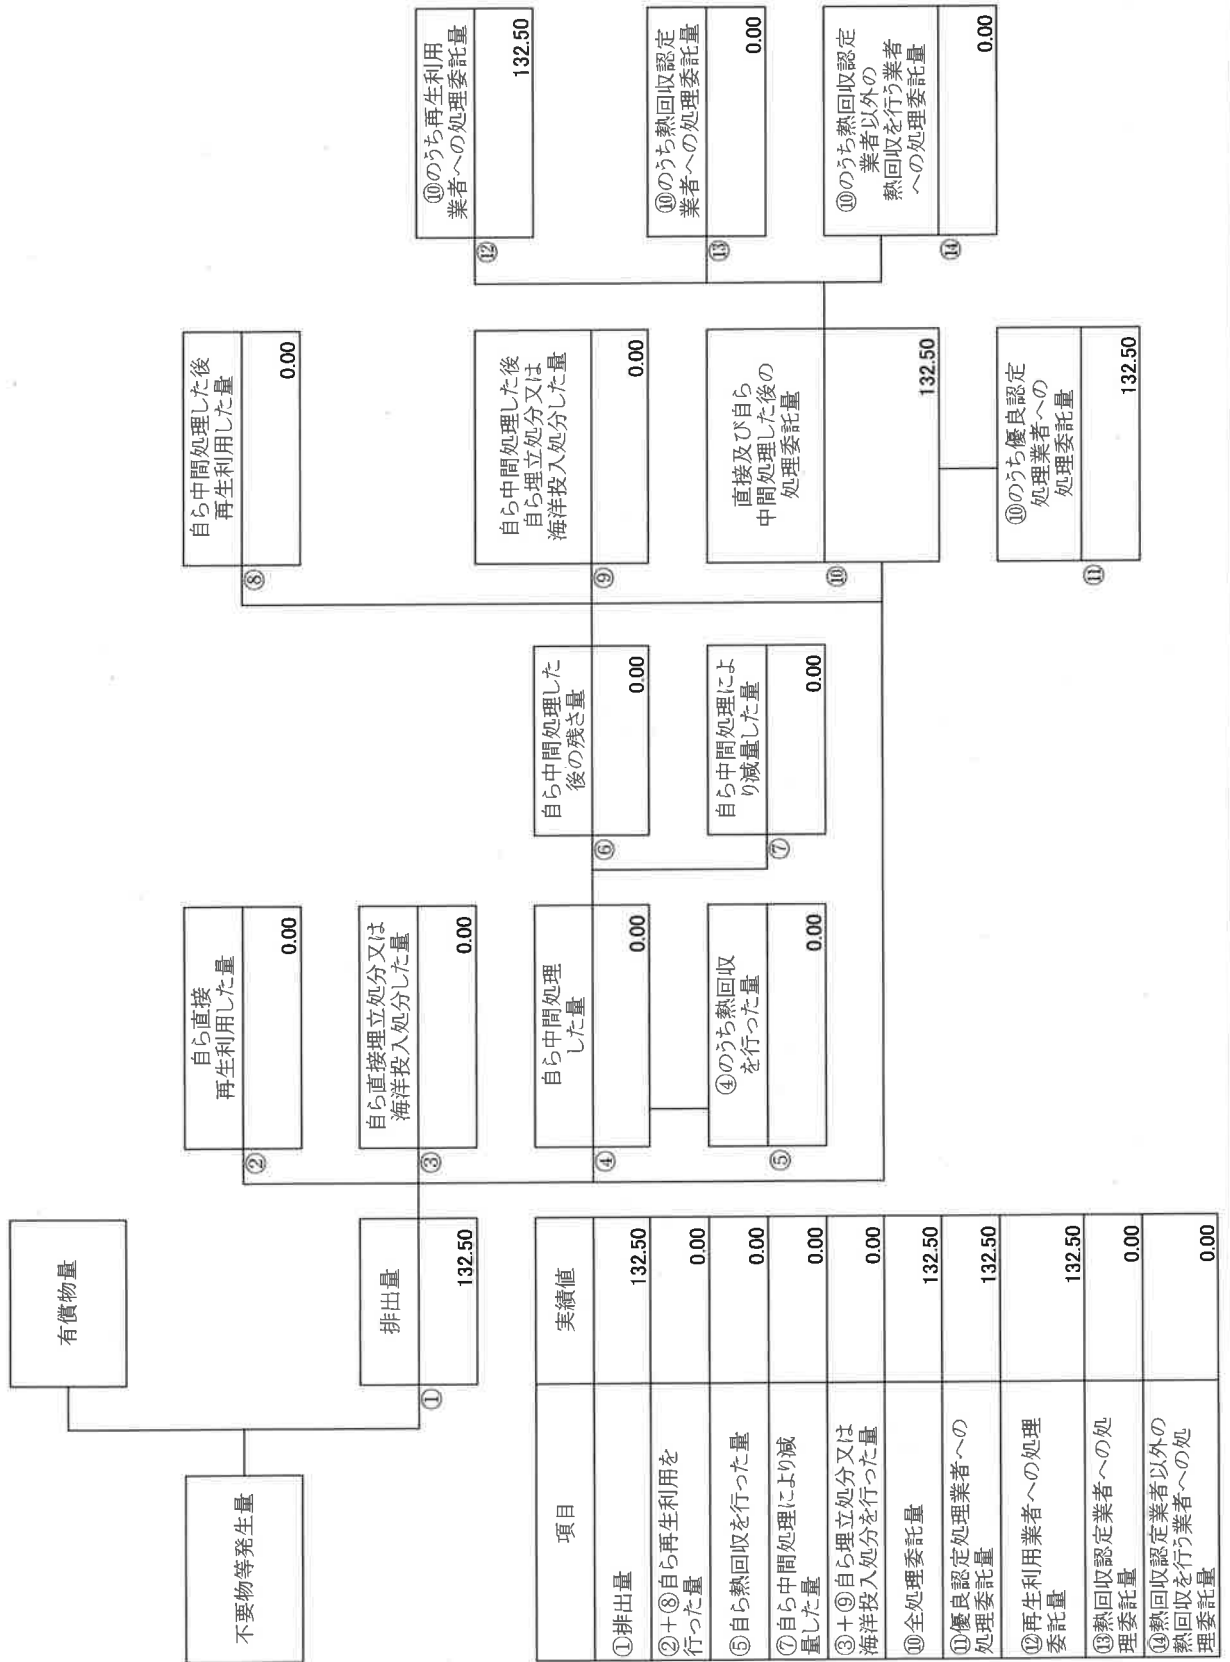 有償物量
不要物等発生量
排出量
①
132.50
自ら直接
再生利用した量
②
0.00
自ら直接埋立処分又は
海洋投入処分した量
③
0.00
自ら中間処理
した量
④
0.00
④のうち熱回収
を行った量
⑤
0.00
自ら中間処理した
後の残さ量
⑥
0.00
自ら中間処理によ
り減量した量
⑦
0.00
自ら中間処理した後
再生利用した量
⑧
0.00
自ら中間処理した後
自ら埋立処分又は
海洋投入処分した量
⑨
0.00
直接及び自ら
中間処理した後の
処理委託量
⑩
132.50
⑩のうち優良認定
処理業者への
処理委託量
⑪
132.50
⑩のうち再生利用
業者への処理委託量
⑫
132.50
⑩のうち熱回収認定
業者への処理委託量
⑬
0.00
⑩のうち熱回収認定
業者以外の
熱回収を行う業者
への処理委託量
⑭
0.00
項目 実績値
①排出量 132.50
②+⑧自ら再生利用を
行った量 0.00
⑤自ら熱回収を行った量 0.00
⑦自ら中間処理により減
量した量 0.00
③+⑨自ら埋立処分又は
海洋投入処分を行った量 0.00
⑩全処理委託量 132.50
⑪優良認定処理業者への
処理委託量 132.50
⑫再生利用業者への処理
委託量 132.50
⑬熱回収認定業者への処
理委託量 0.00
⑭熱回収認定業者以外の
熱回収を行う業者への処
理委託量 0.00